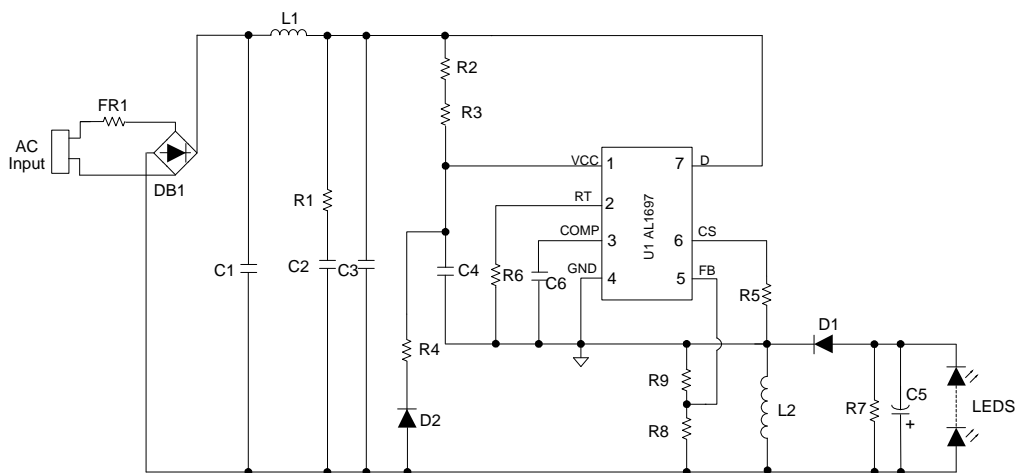 L1
R2
FR1
R3
AC
Input
VCC
1
7
D
DB1
RT
2
R1
U1 AL1697
COMP
3
6
CS
C1
C2
C3
C4
R6
C6
GND
4
5
FB
R5
D1
R4
R9
L2
R7
C5
+
LEDS
D2
R8